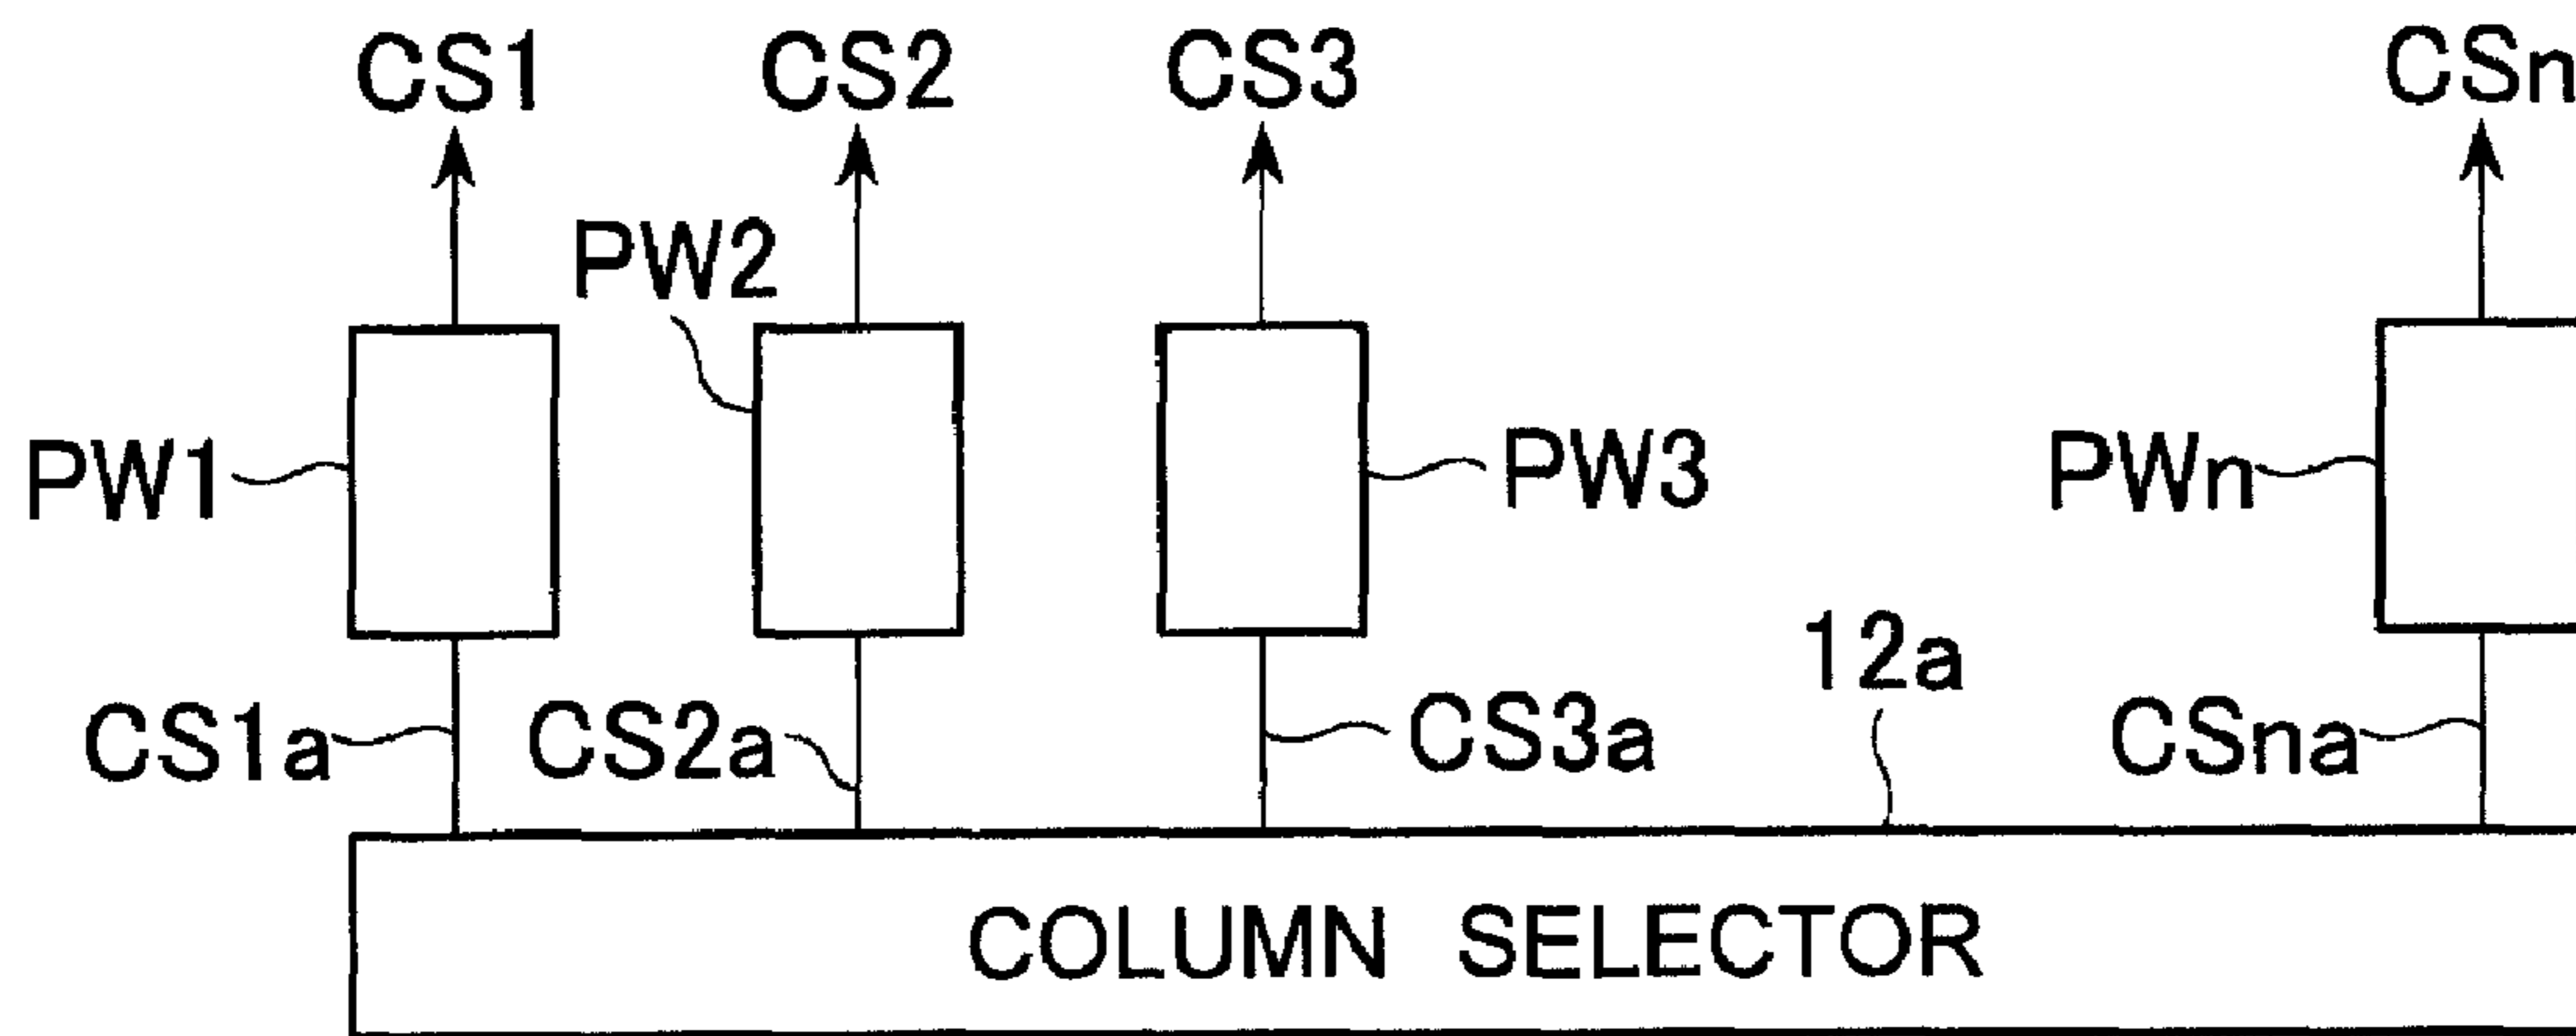 CS1 CS2 CS3 CSn
PW2
PW1 PW3 PWn
12a
CS1a CS2a CS3a CSna
COLUMN SELECTOR